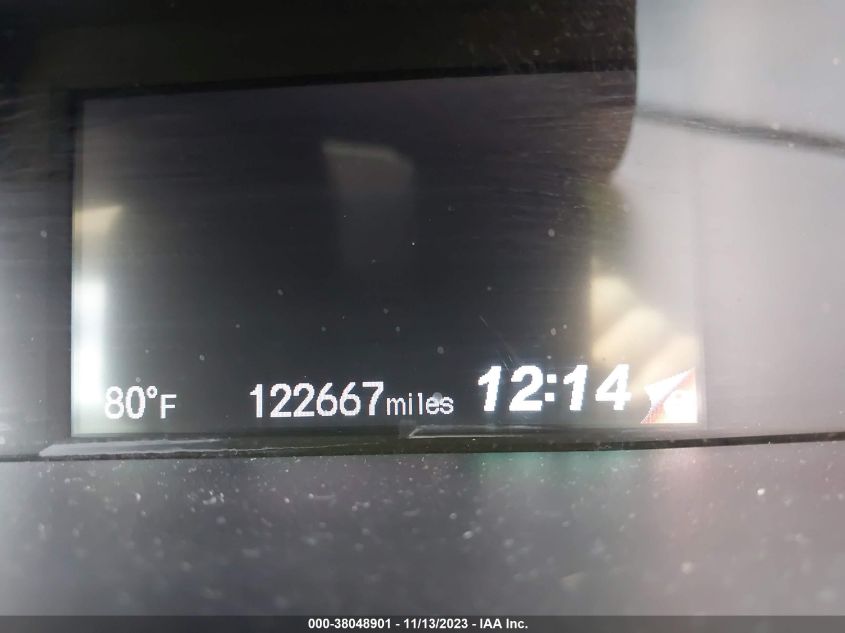 80°F 122667miles 12:14
000-38048901 - 11/13/2023 - IAA Inc.